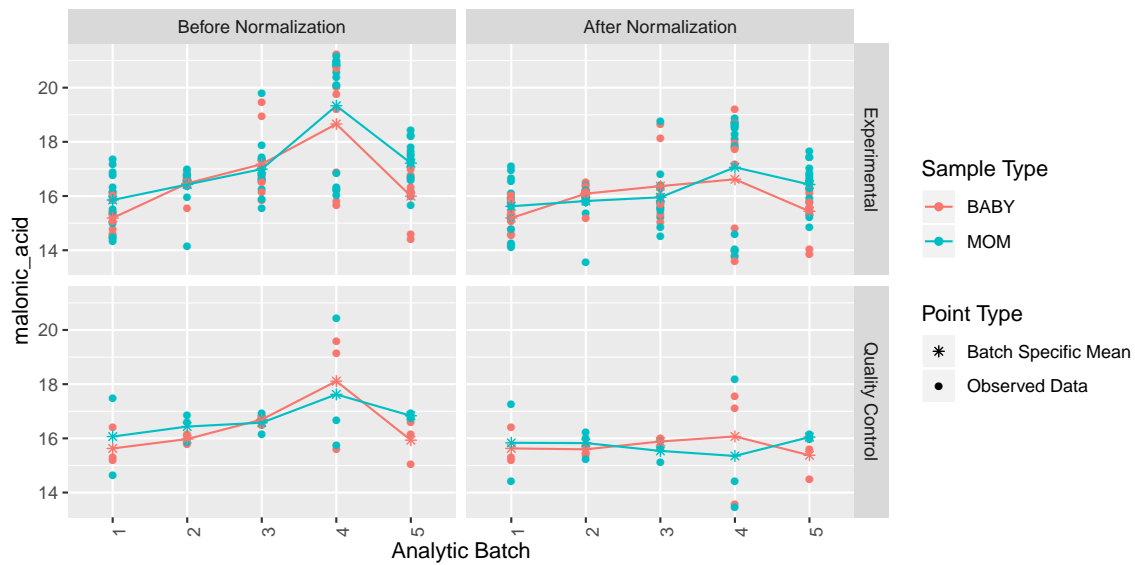 Before Normalization
After Normalization
20
18
16
14
Experimental
20
18
16
14
Quality Control
malonic_acid
1
2
3
4
5
1
2
3
4
5
Analytic Batch
Sample Type
BABY
MOM
Point Type
Batch Specific Mean
Observed Data